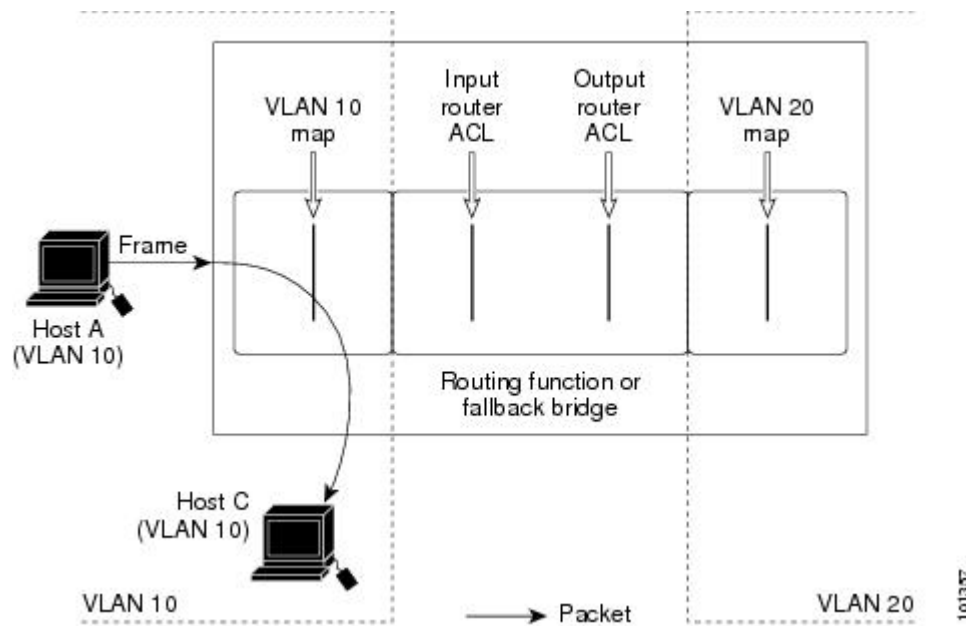 VLAN 10
map
Input
router
ACL
Output
router
ACL
VLAN 20
map
Frame
Host A
(VLAN 10)
Routing function or
fallback bridge
Host C
(VLAN 10)
VLAN 10
Packet
VLAN 20
101357